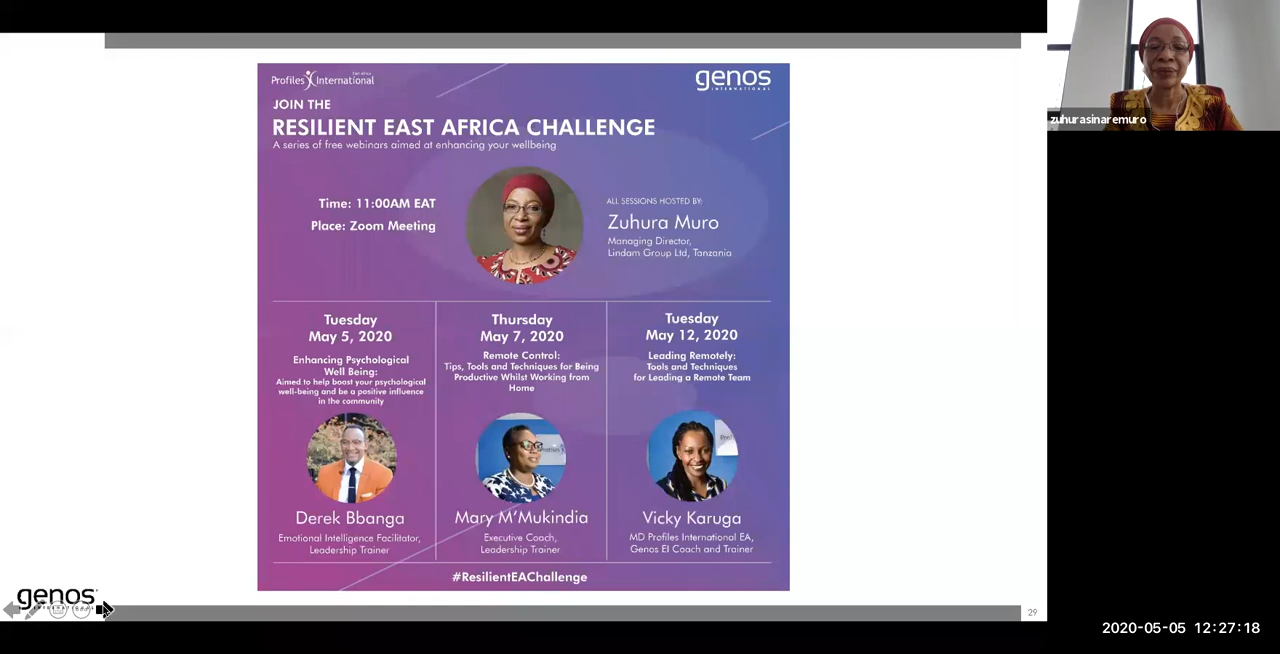 East Africa
Profiles International
genos
INTERNATIONAL
JOIN THE
RESILIENT EAST AFRICA CHALLENGE
A series of free webinars aimed at enhancing your wellbeing
Time: 11:00AM EAT
Place: Zoom Meeting
ALL SESSIONS HOSTED BY:
Zuhura Muro
Managing Director,
Lindam Group Ltd, Tanzania
Tuesday
May 5, 2020
Enhancing Psychological
Well Being:
Aimed to help boost your psychological
well-being and be a positive influence
in the community
Derek Bbanga
Emotional Intelligence Facilitator,
Leadership Trainer
Thursday
May 7, 2020
Remote Control:
Tips, Tools and Techniques for Being
Productive Whilst Working from
Home
Mary M'Mukindia
Executive Coach,
Leadership Trainer
Tuesday
May 12, 2020
Leading Remotely:
Tools and Techniques
for Leading a Remote Team
Vicky Karuga
MD Profiles International EA,
Genos EI Coach and Trainer
#ResilientEAChallenge
genos
INTERNATIONAL
29
zuhurasinaremuro
2020-05-05 12:27:18